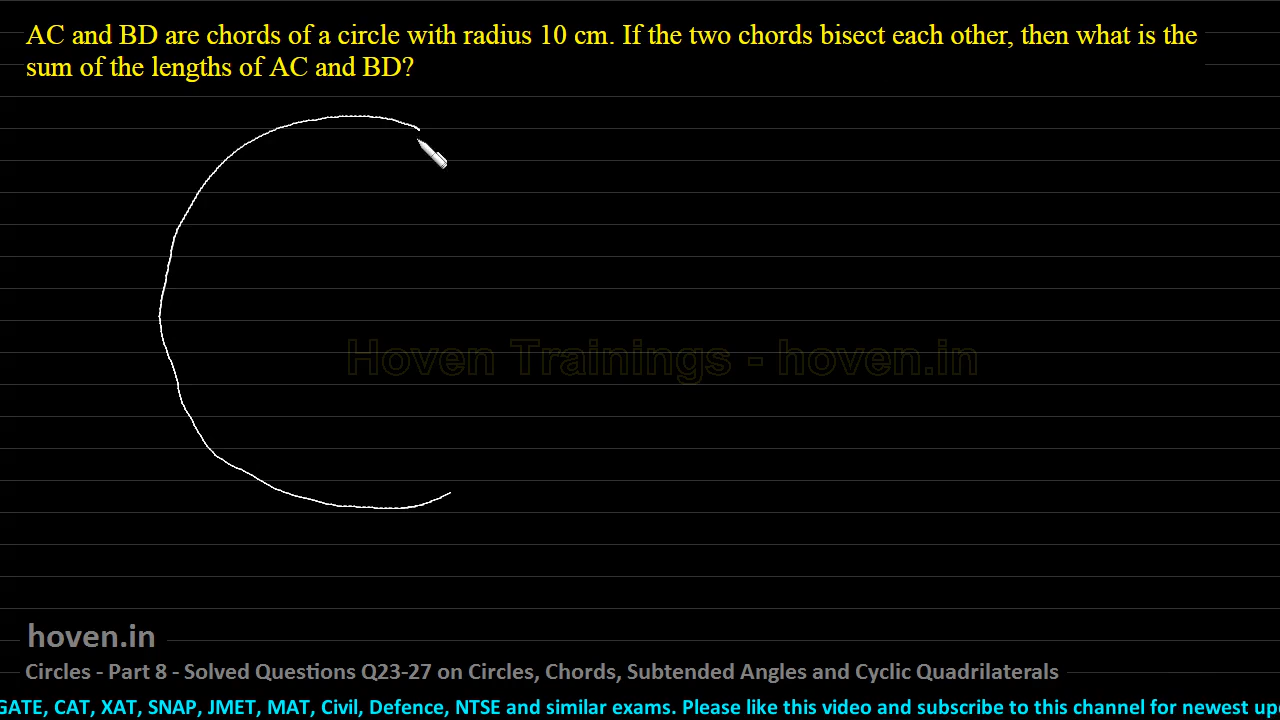 AC and BD are chords of a circle with radius 10 cm. If the two chords bisect each other, then what is the
sum of the lengths of AC and BD?
Hoven Trainings - hoven.in
hoven.in
Circles - Part 8 - Solved Questions Q23-27 on Circles, Chords, Subtended Angles and Cyclic Quadrilaterals
GATE, CAT, XAT, SNAP, JMET, MAT, Civil, Defence, NTSE and similar exams. Please like this video and subscribe to this channel for newest up